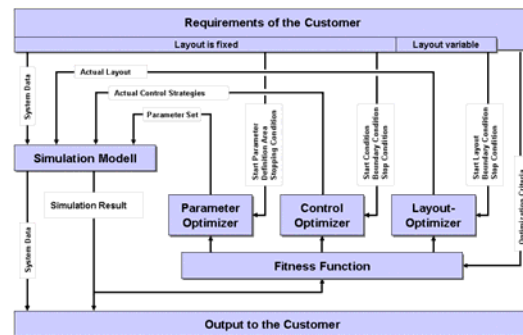 Requirements of the Customer
Layout is fixed
Layout variable
Actual Layout
Actual Control Strategies
Parameter Set
System Data
Simulation Modell
Simulation Result
System Data
Start Parameter
Definition Area
Stopping Condition
Start Condition
Boundary Condition
Stop Condition
Start Layout
Boundary Condition
Stop Condition
Optimization Criteria
Parameter
Optimizer
Control
Optimizer
Layout-
Optimizer
Fitness Function
Output to the Customer